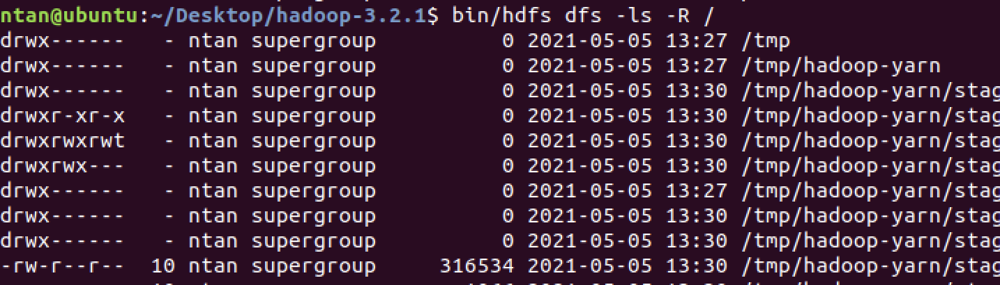 ntan@ubuntu:~/Desktop/hadoop-3.2.1$ bin/hdfs dfs -ls -R /
drwx------   - ntan supergroup          0 2021-05-05 13:27 /tmp
drwx------   - ntan supergroup          0 2021-05-05 13:27 /tmp/hadoop-yarn
drwx------   - ntan supergroup          0 2021-05-05 13:30 /tmp/hadoop-yarn/stag
drwxr-xr-x   - ntan supergroup          0 2021-05-05 13:30 /tmp/hadoop-yarn/stag
drwxrwxrwt   - ntan supergroup          0 2021-05-05 13:30 /tmp/hadoop-yarn/stag
drwxrwx---   - ntan supergroup          0 2021-05-05 13:30 /tmp/hadoop-yarn/stag
drwx------   - ntan supergroup          0 2021-05-05 13:27 /tmp/hadoop-yarn/stag
drwx------   - ntan supergroup          0 2021-05-05 13:30 /tmp/hadoop-yarn/stag
drwx------   - ntan supergroup          0 2021-05-05 13:30 /tmp/hadoop-yarn/stag
-rw-r--r--  10 ntan supergroup     316534 2021-05-05 13:30 /tmp/hadoop-yarn/stag